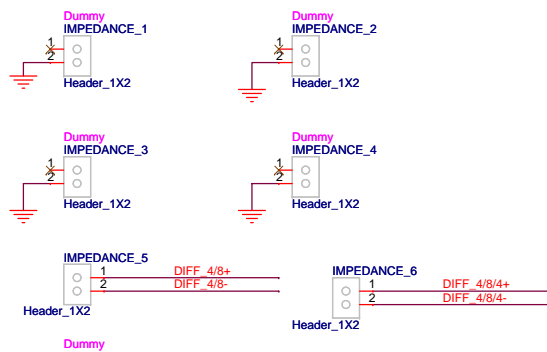 Dummy
IMPEDANCE_1
1
2
Header_1X2
Dummy
IMPEDANCE_2
1
2
Header_1X2
Dummy
IMPEDANCE_3
1
2
Header_1X2
Dummy
IMPEDANCE_4
1
2
Header_1X2
IMPEDANCE_5
1 DIFF_4/8+
2 DIFF_4/8-
Header_1X2
Dummy
IMPEDANCE_6
1 DIFF_4/8/4+
2 DIFF_4/8/4-
Header_1X2